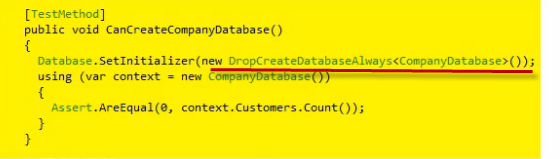 [TestMethod]
public void CanCreateCompanyDatabase()
{
Database.SetInitializer(new DropCreateDatabaseAlways<CompanyDatabase>());
using (var context = new CompanyDatabase())
{
Assert.AreEqual(0, context.Customers.Count());
}
}